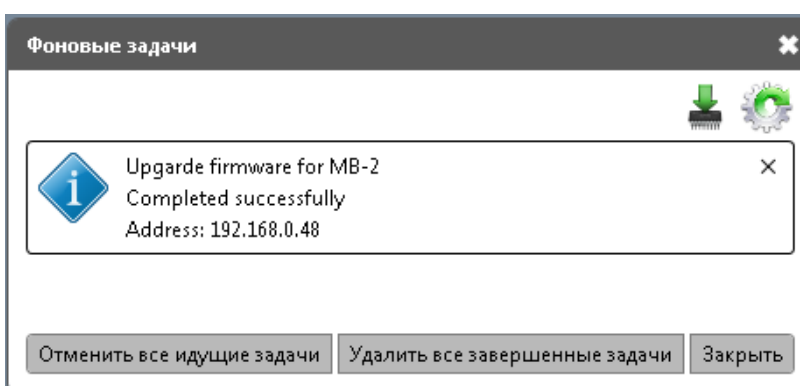 Фоновые задачи
Upgarde firmware for MB-2
Completed successfully
Address: 192.168.0.48
Отменить все идущие задачи Удалить все завершенные задачи Закрыть